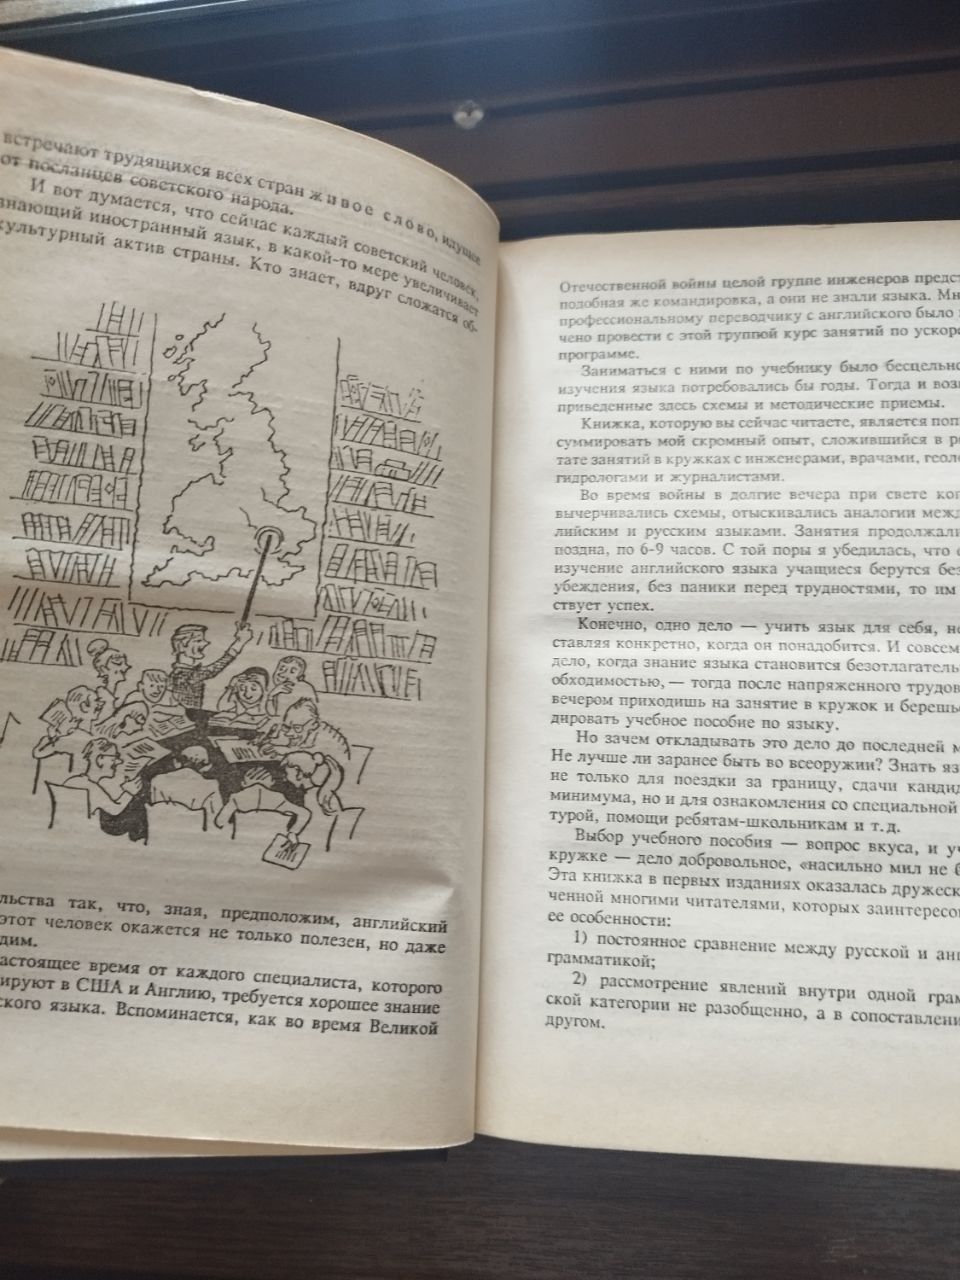 встречают трудящихся всех стран живое слово, идущее
от посланцев советского народа.
И вот думается, что сейчас каждый советский человек,
знающий иностранный язык, в какой-то мере увеличивает
культурный актив страны. Кто знает, вдруг сложатся об-
льства так, что, зная, предположим, английский
этот человек окажется не только полезен, но даже
дим.
астоящее время от каждого специалиста, которого
ируют в США и Англию, требуется хорошее знание
ского языка. Вспоминается, как во время Великой
Отечественной войны целой группе инженеров предст
подобная же командировка, а они не знали языка. Мн
профессиональному переводчику с английского было
чено провести с этой группой курс занятий по ускоре
программе.
Заниматься с ними по учебнику было бесцельно
изучения языка потребовались бы годы. Тогда и возн
приведенные здесь схемы и методические приемы.
Книжка, которую вы сейчас читаете, является поп
суммировать мой скромный опыт, сложившийся в ре
тате занятий в кружках с инженерами, врачами, геоло
гидрологами и журналистами.
Во время войны в долгие вечера при свете коп
вычерчивались схемы, отыскивались аналогии межд
лийским и русским языками. Занятия продолжали
поздна, по 6-9 часов. С той поры я убедилась, что
изучение английского языка учащиеся берутся без
убеждения, без паники перед трудностями, то им
ствует успех.
Конечно, одно дело — учить язык для себя, не
ставляя конкретно, когда он понадобится. И совсем
дело, когда знание языка становится безотлагатель
обходимостью, — тогда после напряженного трудов
вечером приходишь на занятие в кружок и берешь
дировать учебное пособие по языку.
Но зачем откладывать это дело до последней м
Не лучше ли заранее быть во всеоружии? Знать яз
не только для поездки за границу, сдачи кандид
минимума, но и для ознакомления со специальной
турой, помощи ребятам-школьникам и т.д.
Выбор учебного пособия — вопрос вкуса, и уч
кружке — дело добровольное, «насильно мил не б
Эта книжка в первых изданиях оказалась дружеск
ченной многими читателями, которых заинтересо
ее особенности:
1) постоянное сравнение между русской и анг
грамматикой;
2) рассмотрение явлений внутри одной грам
ской категории не разобщенно, а в сопоставлени
другом.